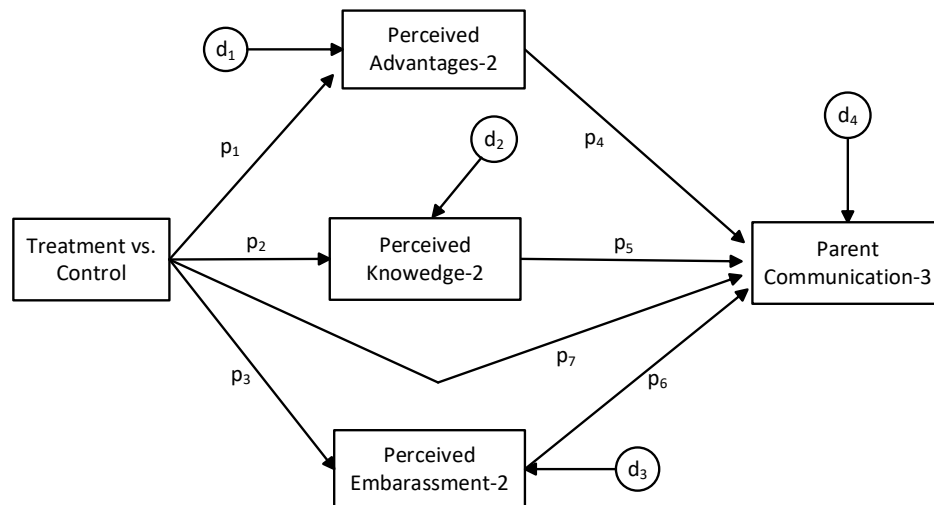 Perceived
Advantages-2
d₁
d₂
d₄
p₁
p₄
Treatment vs.
Control
p₂
Perceived
Knowedge-2
p₅
Parent
Communication-3
p₃
p₇
p₆
Perceived
Embarassment-2
d₃